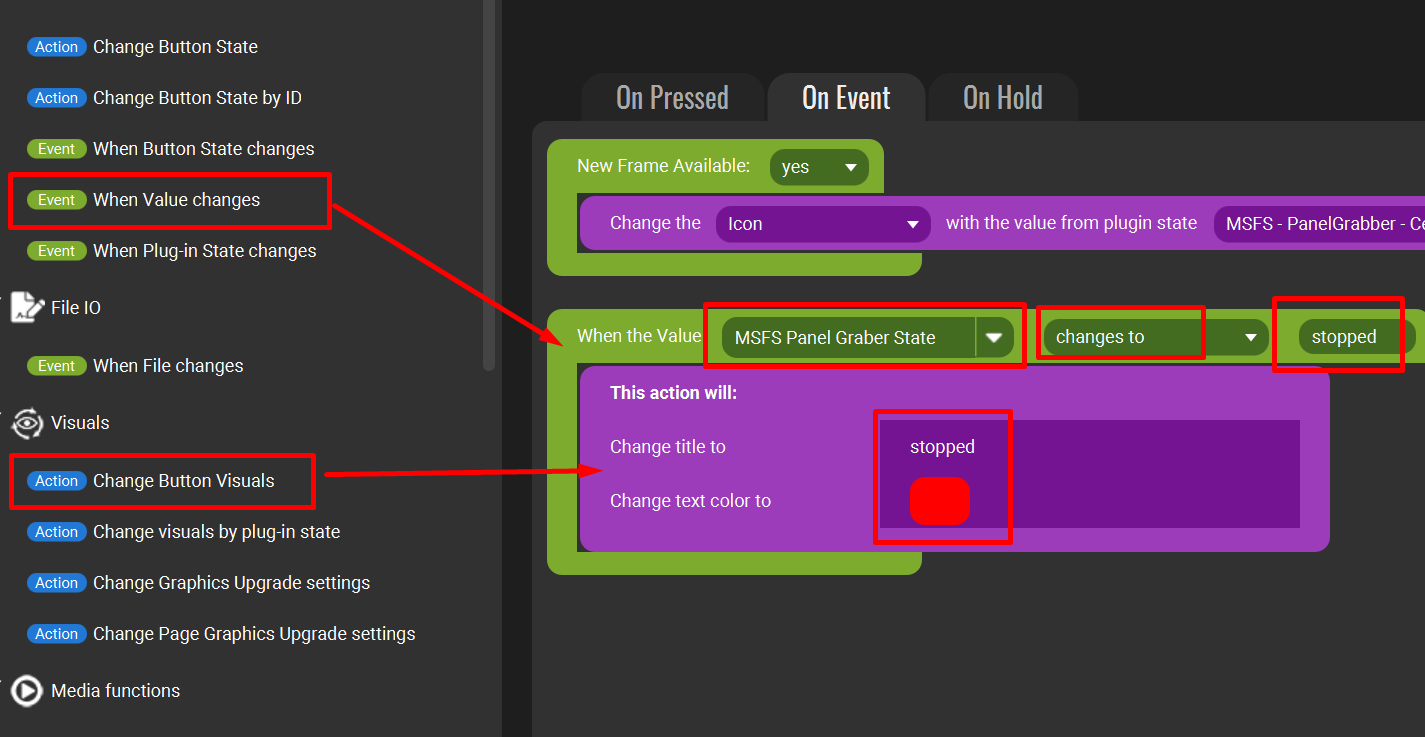 Action Change Button State
Action Change Button State by ID
Event When Button State changes
Event When Value changes
Event When Plug-in State changes
File IO
Event When File changes
Visuals
Action Change Button Visuals
Action Change visuals by plug-in state
Action Change Graphics Upgrade settings
Action Change Page Graphics Upgrade settings
Media functions
On Pressed On Event On Hold
New Frame Available: yes
Change the Icon with the value from plugin state MSFS - PanelGrabber - Ce
When the Value MSFS Panel Graber State changes to stopped
This action will:
Change title to stopped
Change text color to